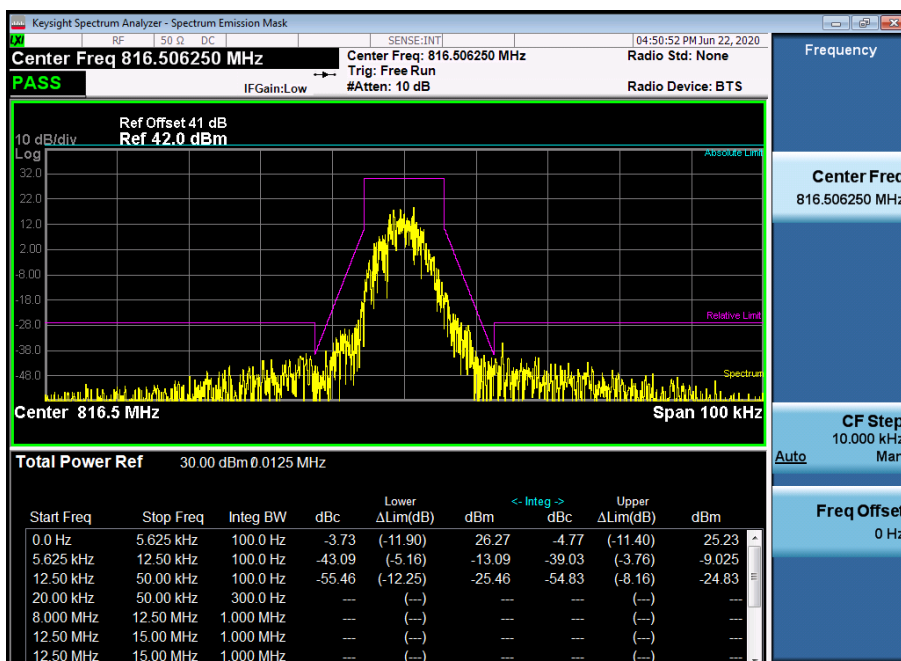 Keysight Spectrum Analyzer - Spectrum Emission Mask
LXI RF 50 Ω DC SENSE:INT 04:50:52 PM Jun 22, 2020
Center Freq 816.506250 MHz
Center Freq: 816.506250 MHz
Radio Std: None
Trig: Free Run
PASS
IFGain:Low
#Atten: 10 dB
Radio Device: BTS
Ref Offset 41 dB
10 dB/div Ref 42.0 dBm
Log
Absolute Limit
32.0
22.0
12.0
2.00
-8.00
-18.0
Relative Limit
-28.0
-38.0
-48.0
Spectrum
Center 816.5 MHz Span 100 kHz
Total Power Ref 30.00 dBm 0.0125 MHz
Lower <- Integ -> Upper
Start Freq Stop Freq Integ BW dBc ΔLim(dB) dBm dBc ΔLim(dB) dBm
0.0 Hz 5.625 kHz 100.0 Hz -3.73 (-11.90) 26.27 -4.77 (-11.40) 25.23
5.625 kHz 12.50 kHz 100.0 Hz -43.09 (-5.16) -13.09 -39.03 (-3.76) -9.025
12.50 kHz 50.00 kHz 100.0 Hz -55.46 (-12.25) -25.46 -54.83 (-8.16) -24.83
20.00 kHz 50.00 kHz 300.0 Hz --- (---) --- --- (---) ---
8.000 MHz 12.50 MHz 1.000 MHz --- (---) --- --- (---) ---
12.50 MHz 15.00 MHz 1.000 MHz --- (---) --- --- (---) ---
12.50 MHz 15.00 MHz 1.000 MHz --- (---) --- --- (---) ---
Frequency
Center Freq
816.506250 MHz
CF Step
10.000 kHz
Auto Man
Freq Offset
0 Hz